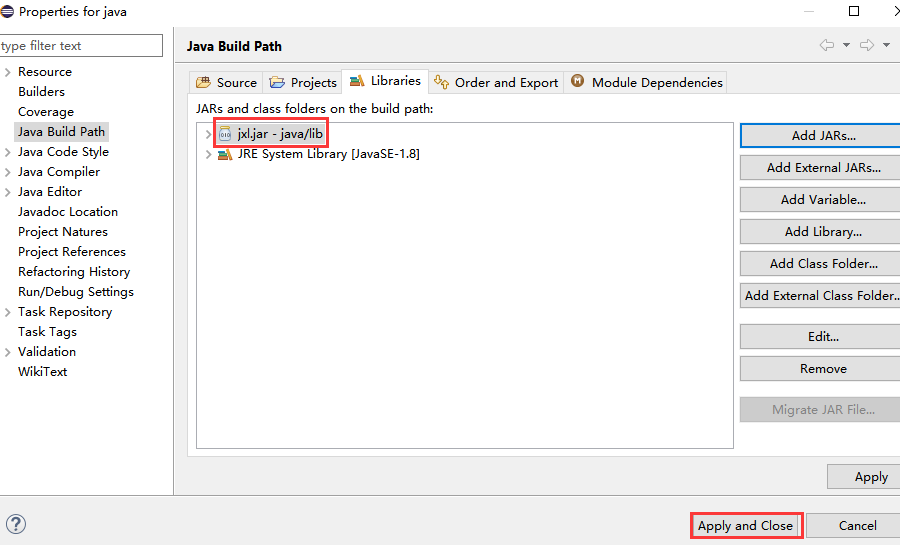 Properties for java
type filter text
Resource
Builders
Coverage
Java Build Path
Java Code Style
Java Compiler
Java Editor
Javadoc Location
Project Natures
Project References
Refactoring History
Run/Debug Settings
Task Repository
Task Tags
Validation
WikiText
Java Build Path
Source Projects Libraries Order and Export Module Dependencies
JARs and class folders on the build path:
jxl.jar - java/lib
JRE System Library [JavaSE-1.8]
Add JARs...
Add External JARs...
Add Variable...
Add Library...
Add Class Folder...
Add External Class Folder..
Edit...
Remove
Migrate JAR File...
Apply
Apply and Close
Cancel